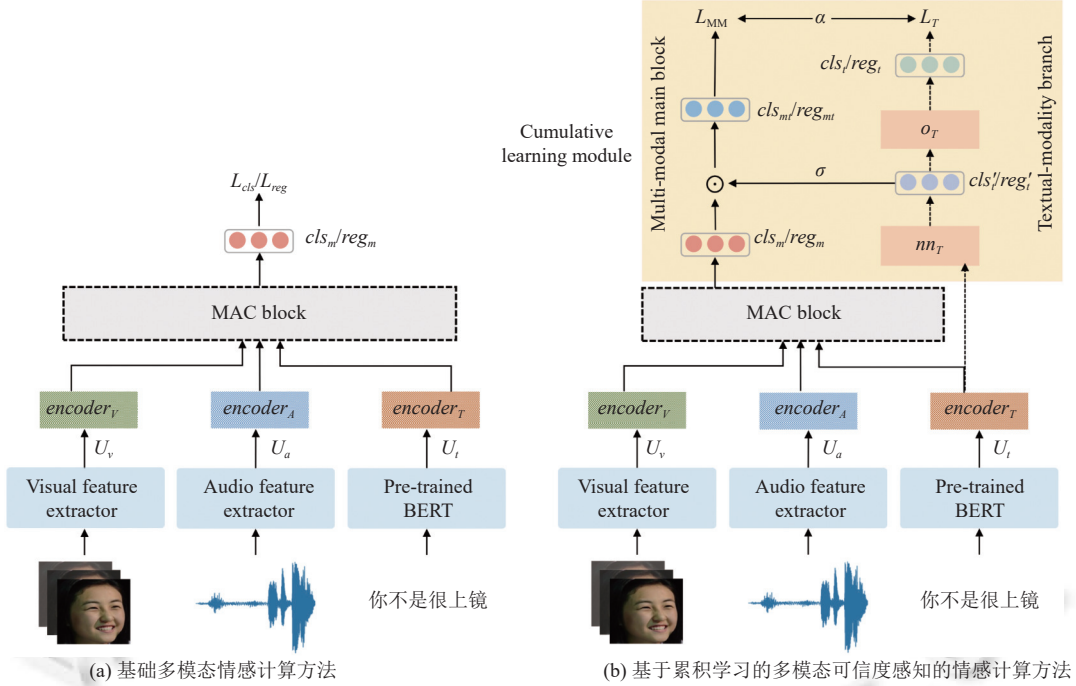 L_cls/L_reg
cls_m/reg_m
MAC block
encoder_V
encoder_A
encoder_T
U_v
U_a
U_t
Visual feature
extractor
Audio feature
extractor
Pre-trained
BERT
你不是很上镜
(a) 基础多模态情感计算方法
Cumulative
learning module
Multi-modal main block
Textual-modality branch
L_MM
α
L_T
cls_t/reg_t
cls_mt/reg_mt
o_T
σ
cls'_t/reg'_t
cls_m/reg_m
nn_T
MAC block
encoder_V
encoder_A
encoder_T
U_v
U_a
U_t
Visual feature
extractor
Audio feature
extractor
Pre-trained
BERT
你不是很上镜
(b) 基于累积学习的多模态可信度感知的情感计算方法